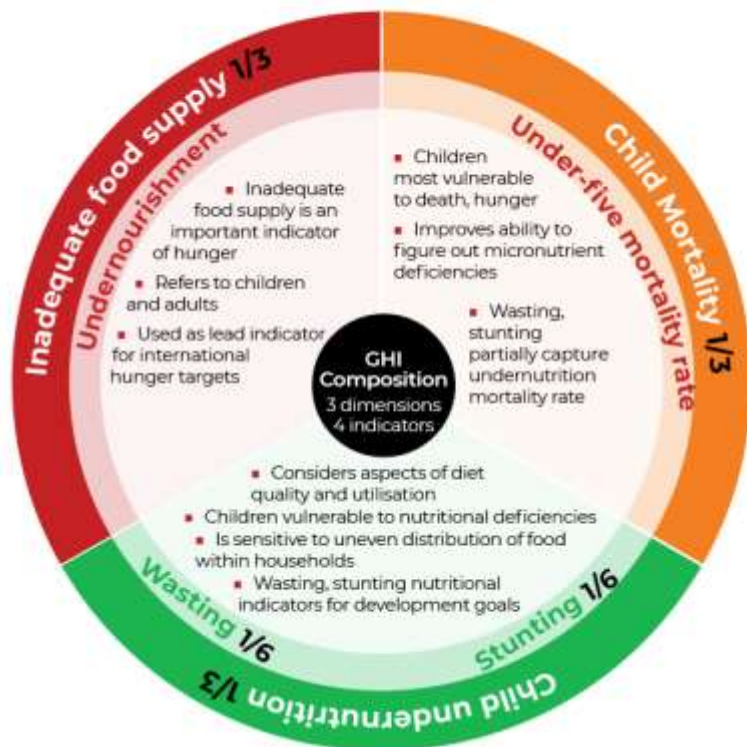 Inadequate food supply 1/3
Undernourishment
▪ Inadequate
food supply is an
important indicator
of hunger
▪ Refers to children
and adults
▪ Used as lead indicator
for international
hunger targets
Child Mortality 1/3
Under-five mortality rate
▪ Children
most vulnerable
to death, hunger
▪ Improves ability to
figure out micronutrient
deficiencies
▪ Wasting,
stunting
partially capture
undernutrition
mortality rate
GHI
Composition
3 dimensions
4 indicators
▪ Considers aspects of diet
quality and utilisation
▪ Children vulnerable to nutritional deficiencies
▪ Is sensitive to uneven distribution of food
within households
▪ Wasting, stunting nutritional
indicators for development goals
Wasting 1/6
Stunting 1/6
Child undernutrition 1/3